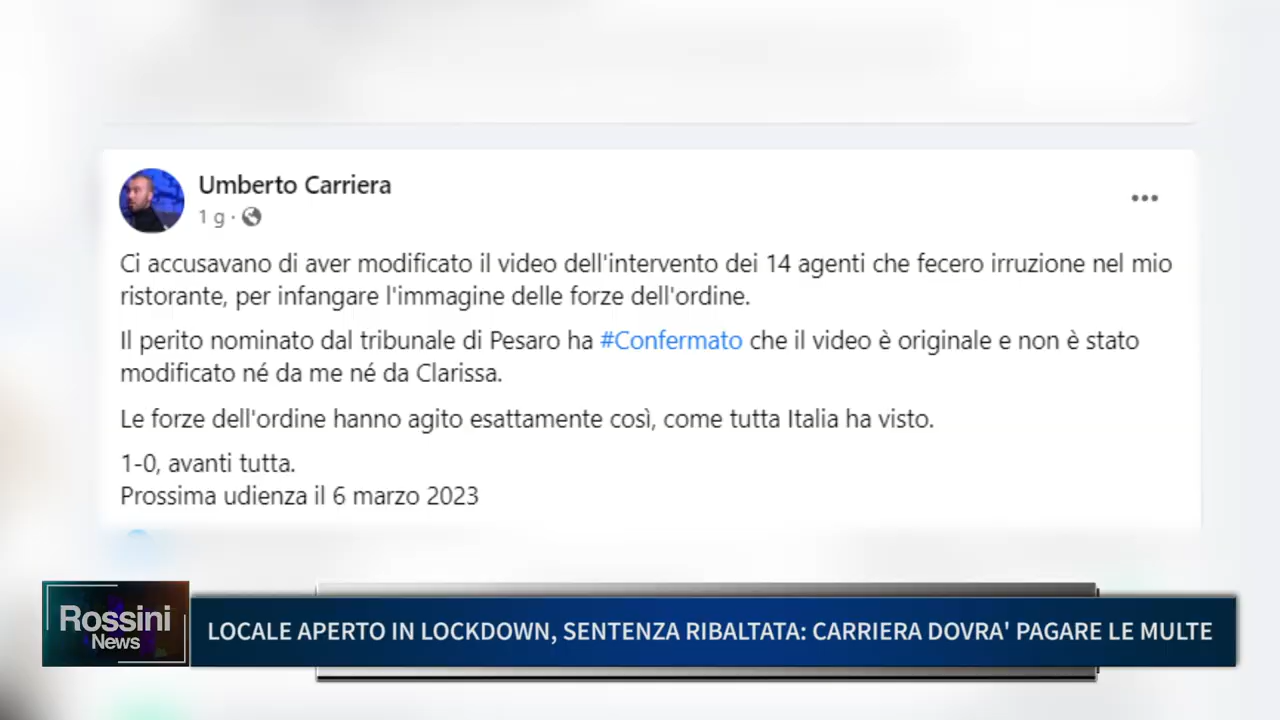 Umberto Carriera
1 g ·
Ci accusavano di aver modificato il video dell'intervento dei 14 agenti che fecero irruzione nel mio
ristorante, per infangare l'immagine delle forze dell'ordine.
Il perito nominato dal tribunale di Pesaro ha #Confermato che il video è originale e non è stato
modificato né da me né da Clarissa.
Le forze dell'ordine hanno agito esattamente così, come tutta Italia ha visto.
1-0, avanti tutta.
Prossima udienza il 6 marzo 2023
Rossini
News
LOCALE APERTO IN LOCKDOWN, SENTENZA RIBALTATA: CARRIERA DOVRA' PAGARE LE MULTE